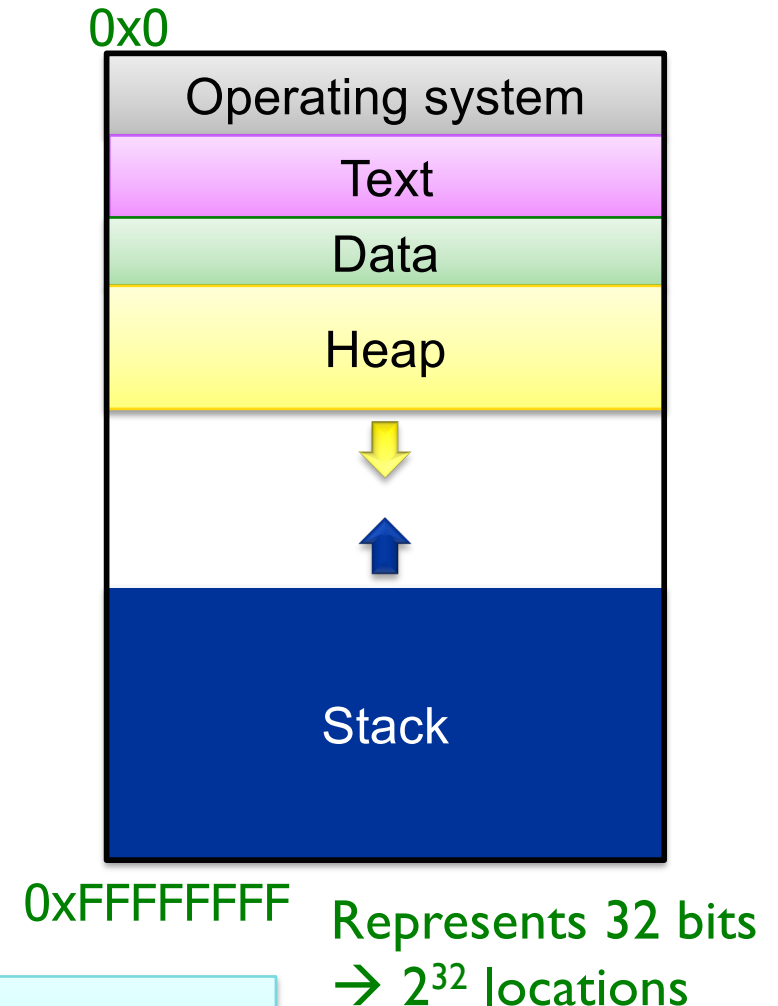 0x0
Operating system
Text
Data
Heap
Stack
0xFFFFFFFF
Represents 32 bits
→ 2³² locations